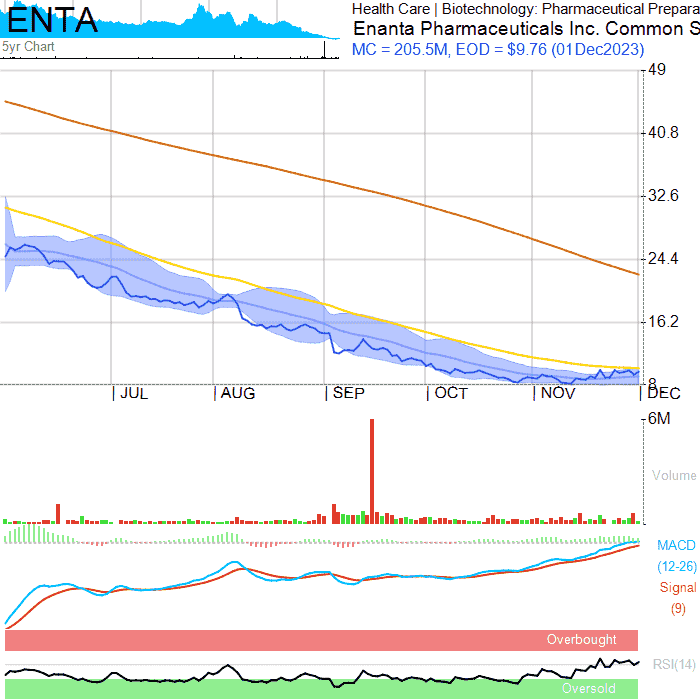 ENTA
Health Care | Biotechnology: Pharmaceutical Prepara
Enanta Pharmaceuticals Inc. Common S
5yr Chart
MC = 205.5M, EOD = $9.76 (01Dec2023)
49
40.8
32.6
24.4
16.2
8
JUL AUG SEP OCT NOV DEC
6M
Volume
MACD
(12-26)
Signal
(9)
Overbought
RSI(14)
Oversold